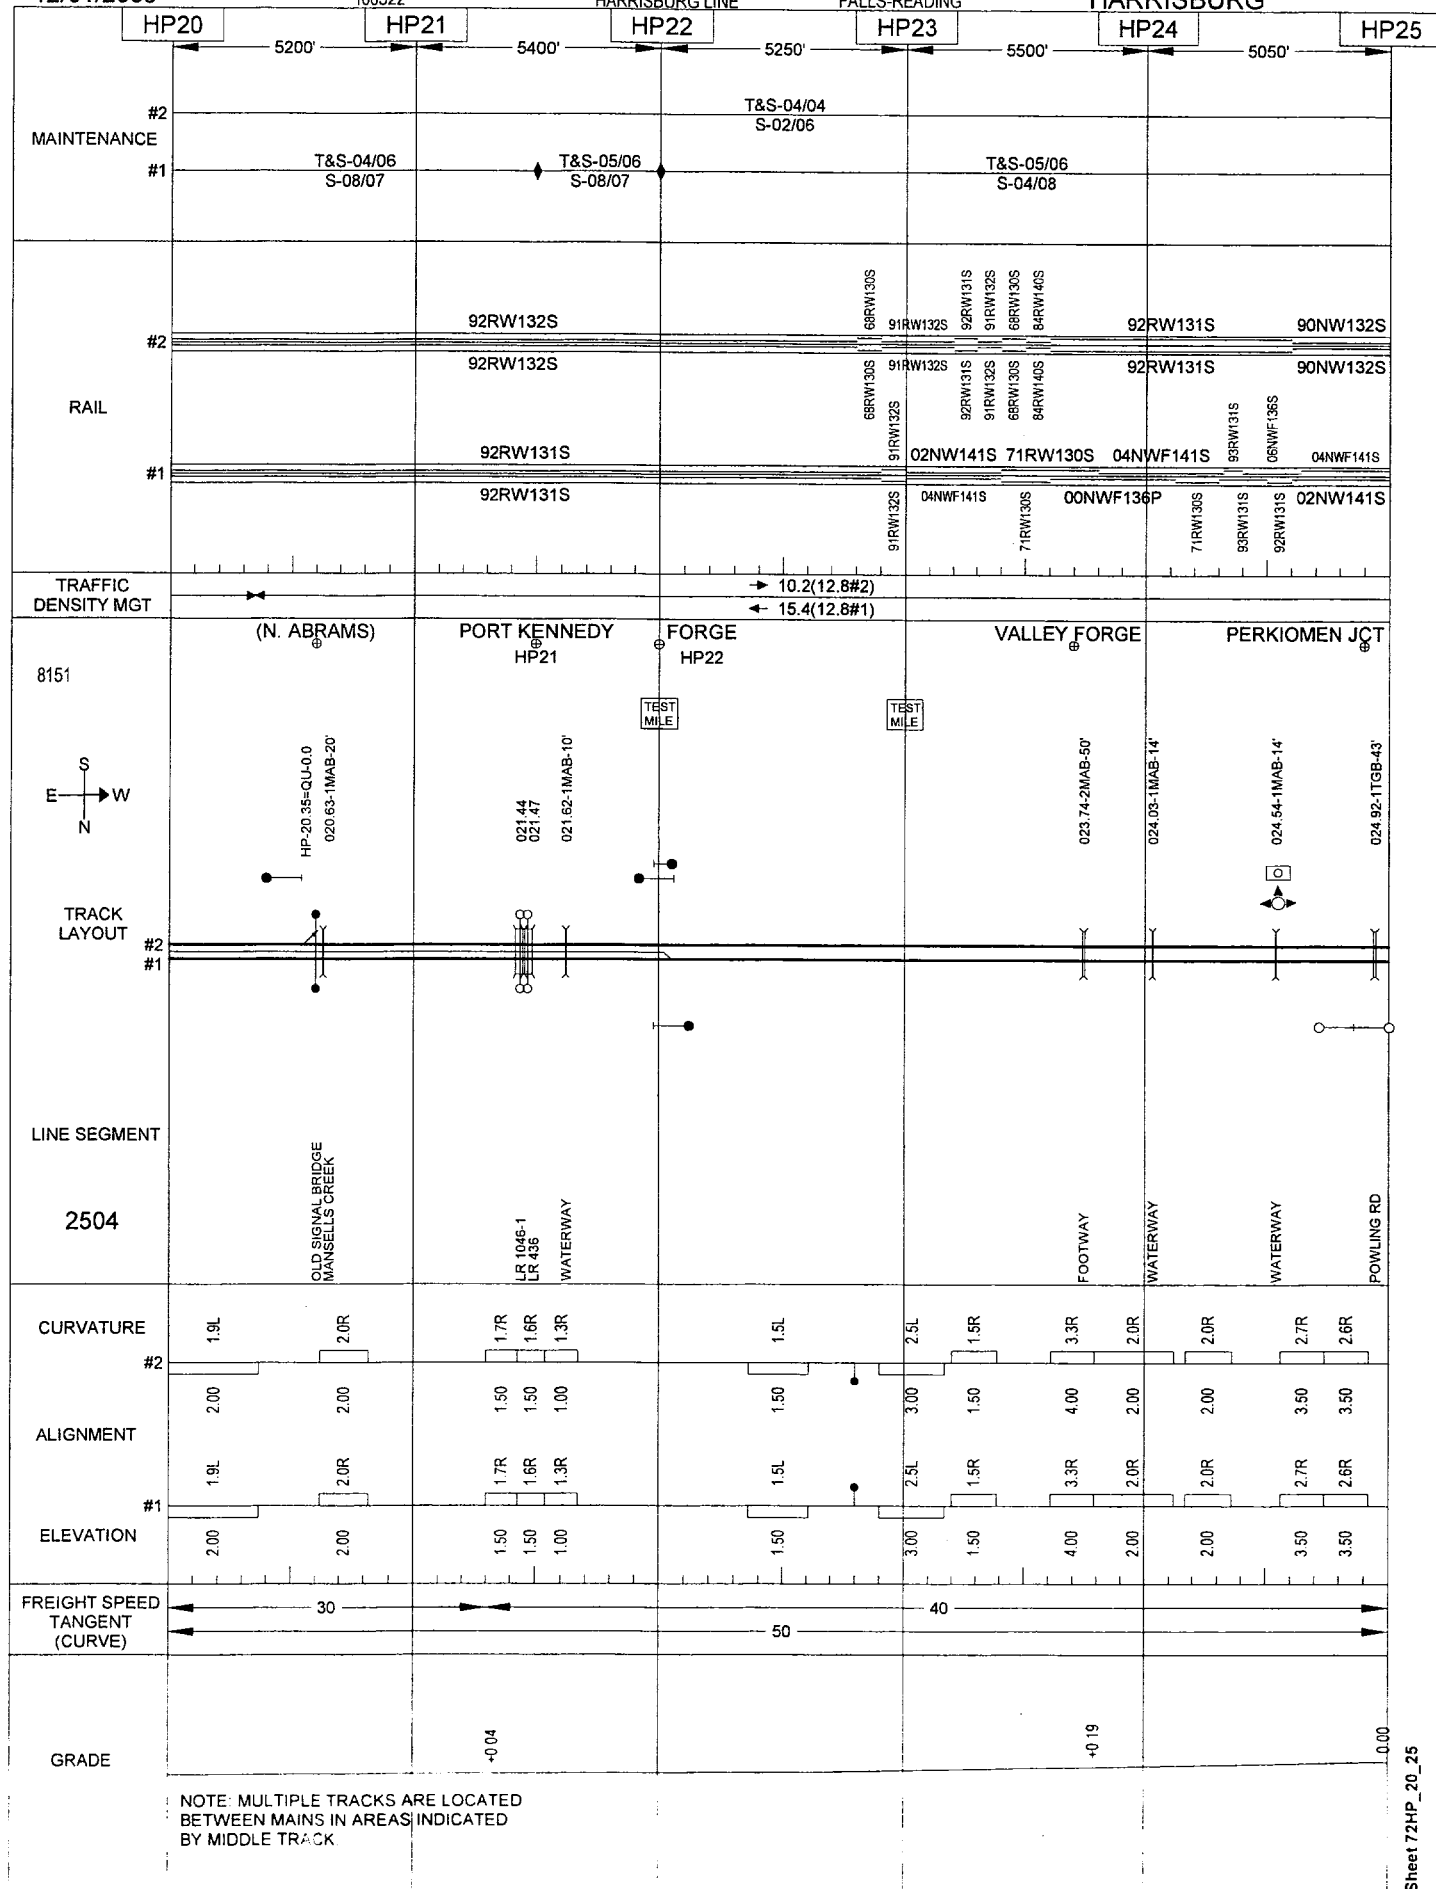 HARRISBURG
HP20 HP21 HP22 HP23 HP24 HP25
5200' 5400' 5250' 5500' 5050'
MAINTENANCE
#2
T&S-04/04
S-02/06
#1
T&S-04/06 T&S-05/06 T&S-05/06
S-08/07 S-08/07 S-04/08
RAIL
68RW130S 92RW131S 91RW132S 68RW130S 84RW140S
92RW132S 91RW132S 92RW131S 90NW132S
#2
92RW132S 91RW132S 92RW131S 90NW132S
68RW130S 92RW131S 91RW132S 68RW130S 84RW140S
91RW132S 93RW131S 06NWF136S
92RW131S 02NW141S 71RW130S 04NWF141S 04NWF141S
#1
92RW131S 04NWF141S 00NWF136P 02NW141S
91RW132S 71RW130S 71RW130S 93RW131S 92RW131S
TRAFFIC
DENSITY MGT
10.2(12.8#2)
15.4(12.8#1)
(N. ABRAMS) PORT KENNEDY FORGE VALLEY FORGE PERKIOMEN JCT
HP21 HP22
8151
TEST
MILE
TEST
MILE
S
E W
N
HP-20.35=QU-0.0
020.63-1MAB-20'
021.44
021.47
021.62-1MAB-10'
023.74-2MAB-50'
024.03-1MAB-14'
024.54-1MAB-14'
024.92-1TGB-43'
TRACK
LAYOUT
#2
#1
LINE SEGMENT
2504
OLD SIGNAL BRIDGE
MANSELLS CREEK
LR 1046-1
LR 436
WATERWAY
FOOTWAY
WATERWAY
WATERWAY
POWLING RD
CURVATURE
1.9L 2.0R 1.7R 1.6R 1.3R 1.5L 2.5L 1.5R 3.3R 2.0R 2.0R 2.7R 2.6R
#2
2.00 2.00 1.50 1.50 1.00 1.50 3.00 1.50 4.00 2.00 2.00 3.50 3.50
ALIGNMENT
1.9L 2.0R 1.7R 1.6R 1.3R 1.5L 2.5L 1.5R 3.3R 2.0R 2.0R 2.7R 2.6R
#1
ELEVATION
2.00 2.00 1.50 1.50 1.00 1.50 3.00 1.50 4.00 2.00 2.00 3.50 3.50
FREIGHT SPEED
TANGENT
(CURVE)
30 40
50
GRADE
+0.04 +0.19 0.00
NOTE: MULTIPLE TRACKS ARE LOCATED
BETWEEN MAINS IN AREAS INDICATED
BY MIDDLE TRACK.
Sheet 72HP_20_25